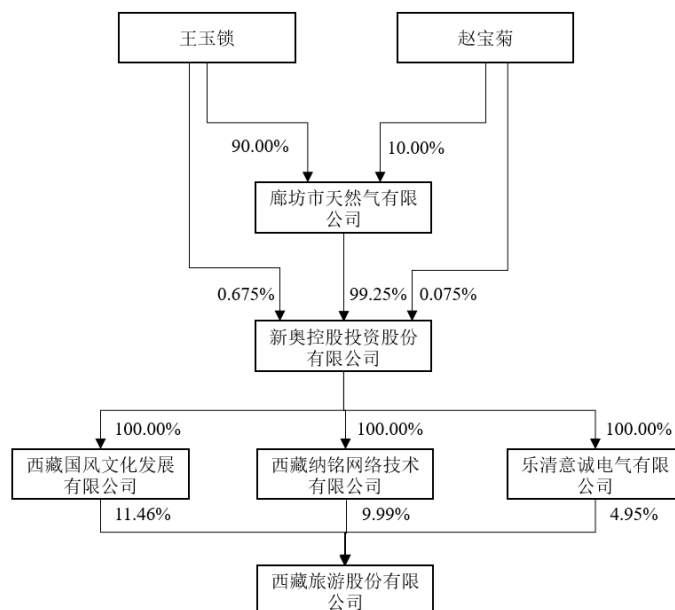 王玉锁
赵宝菊
90.00%
10.00%
廊坊市天然气有限
公司
0.675%
99.25%
0.075%
新奥控股投资股份
有限公司
100.00%
100.00%
100.00%
西藏国风文化发展
有限公司
西藏纳铭网络技术
有限公司
乐清意诚电气有限
公司
11.46%
9.99%
4.95%
西藏旅游股份有限
公司